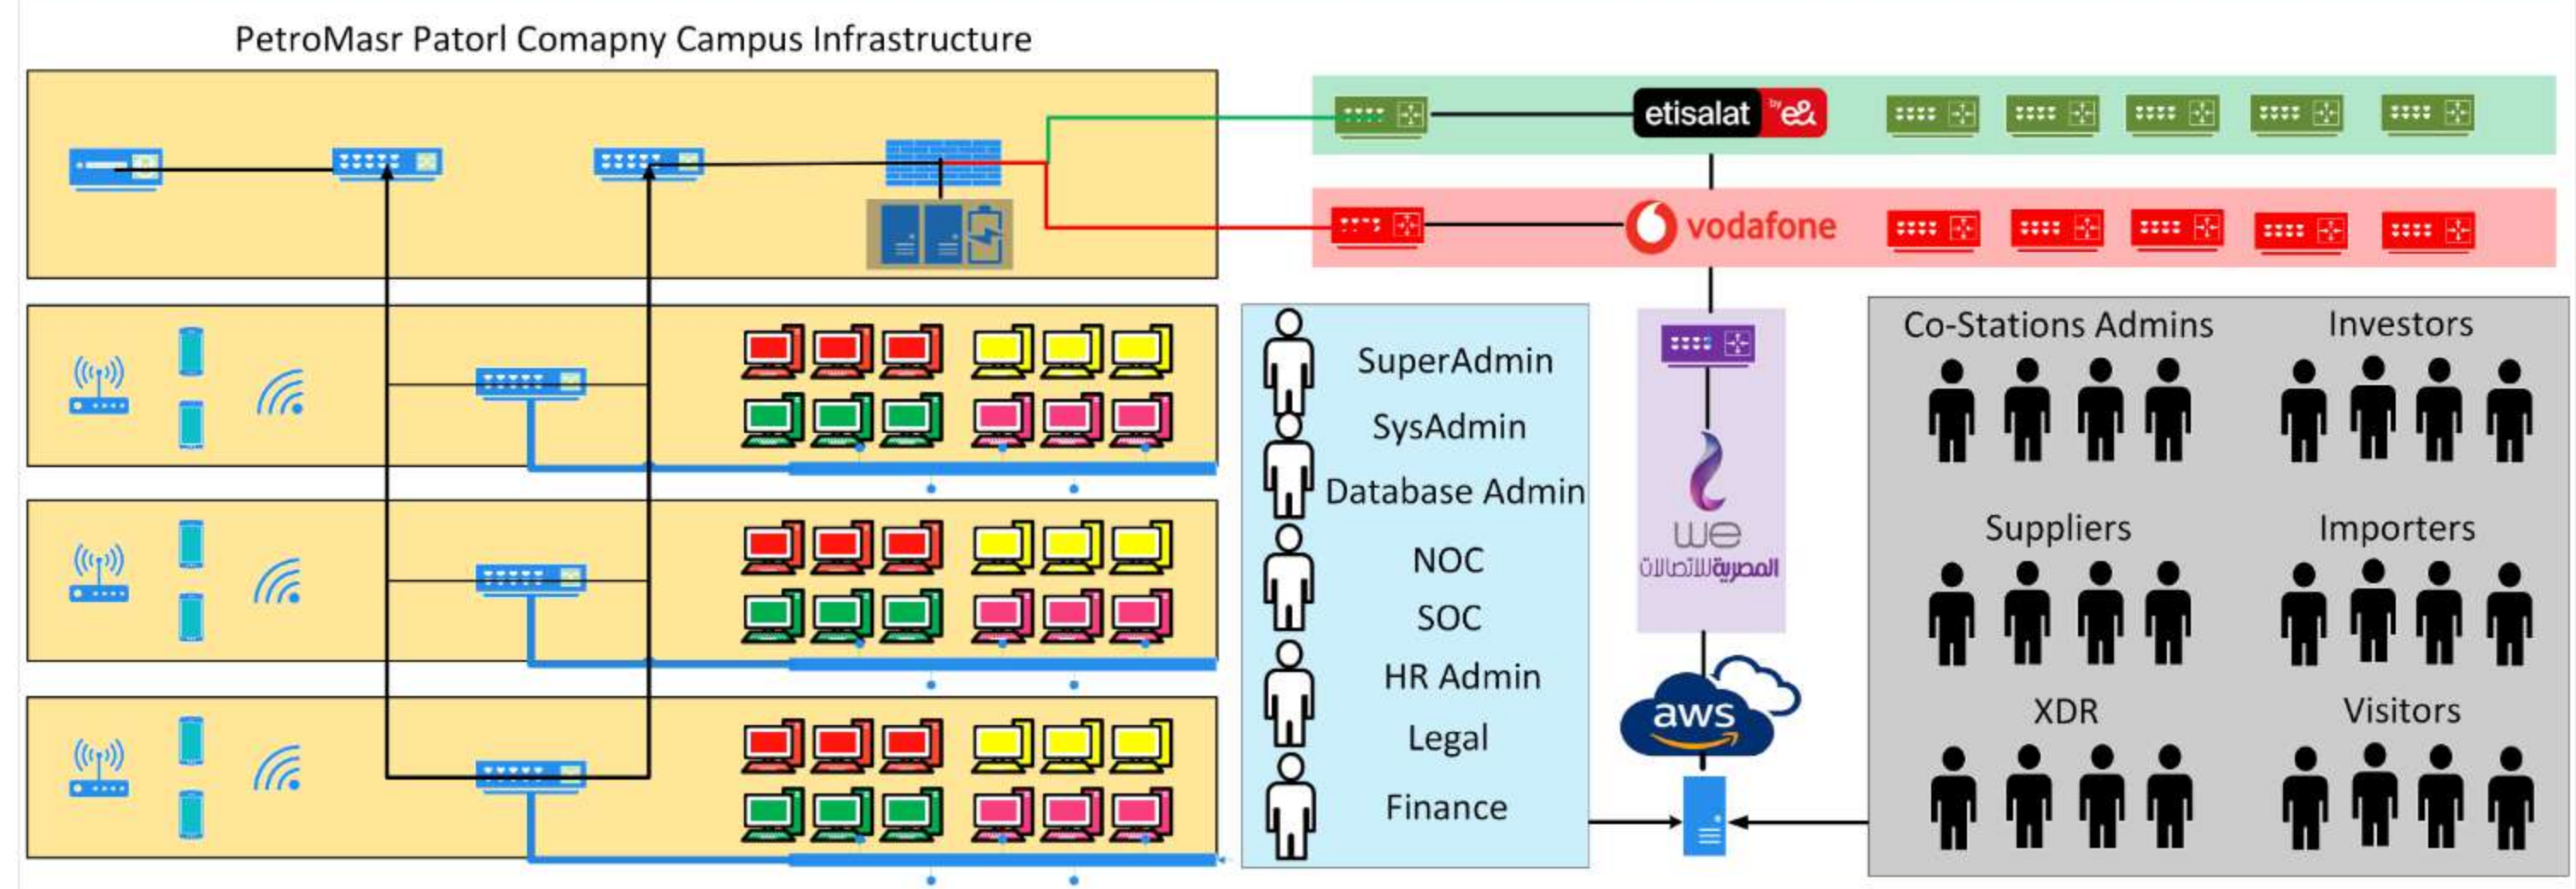 PetroMasr Patorl Comapny Campus Infrastructure
etisalat by e&
vodafone
SuperAdmin
SysAdmin
Database Admin
NOC
SOC
HR Admin
Legal
Finance
we
المصرية للاتصالات
aws
Co-Stations Admins
Investors
Suppliers
Importers
XDR
Visitors